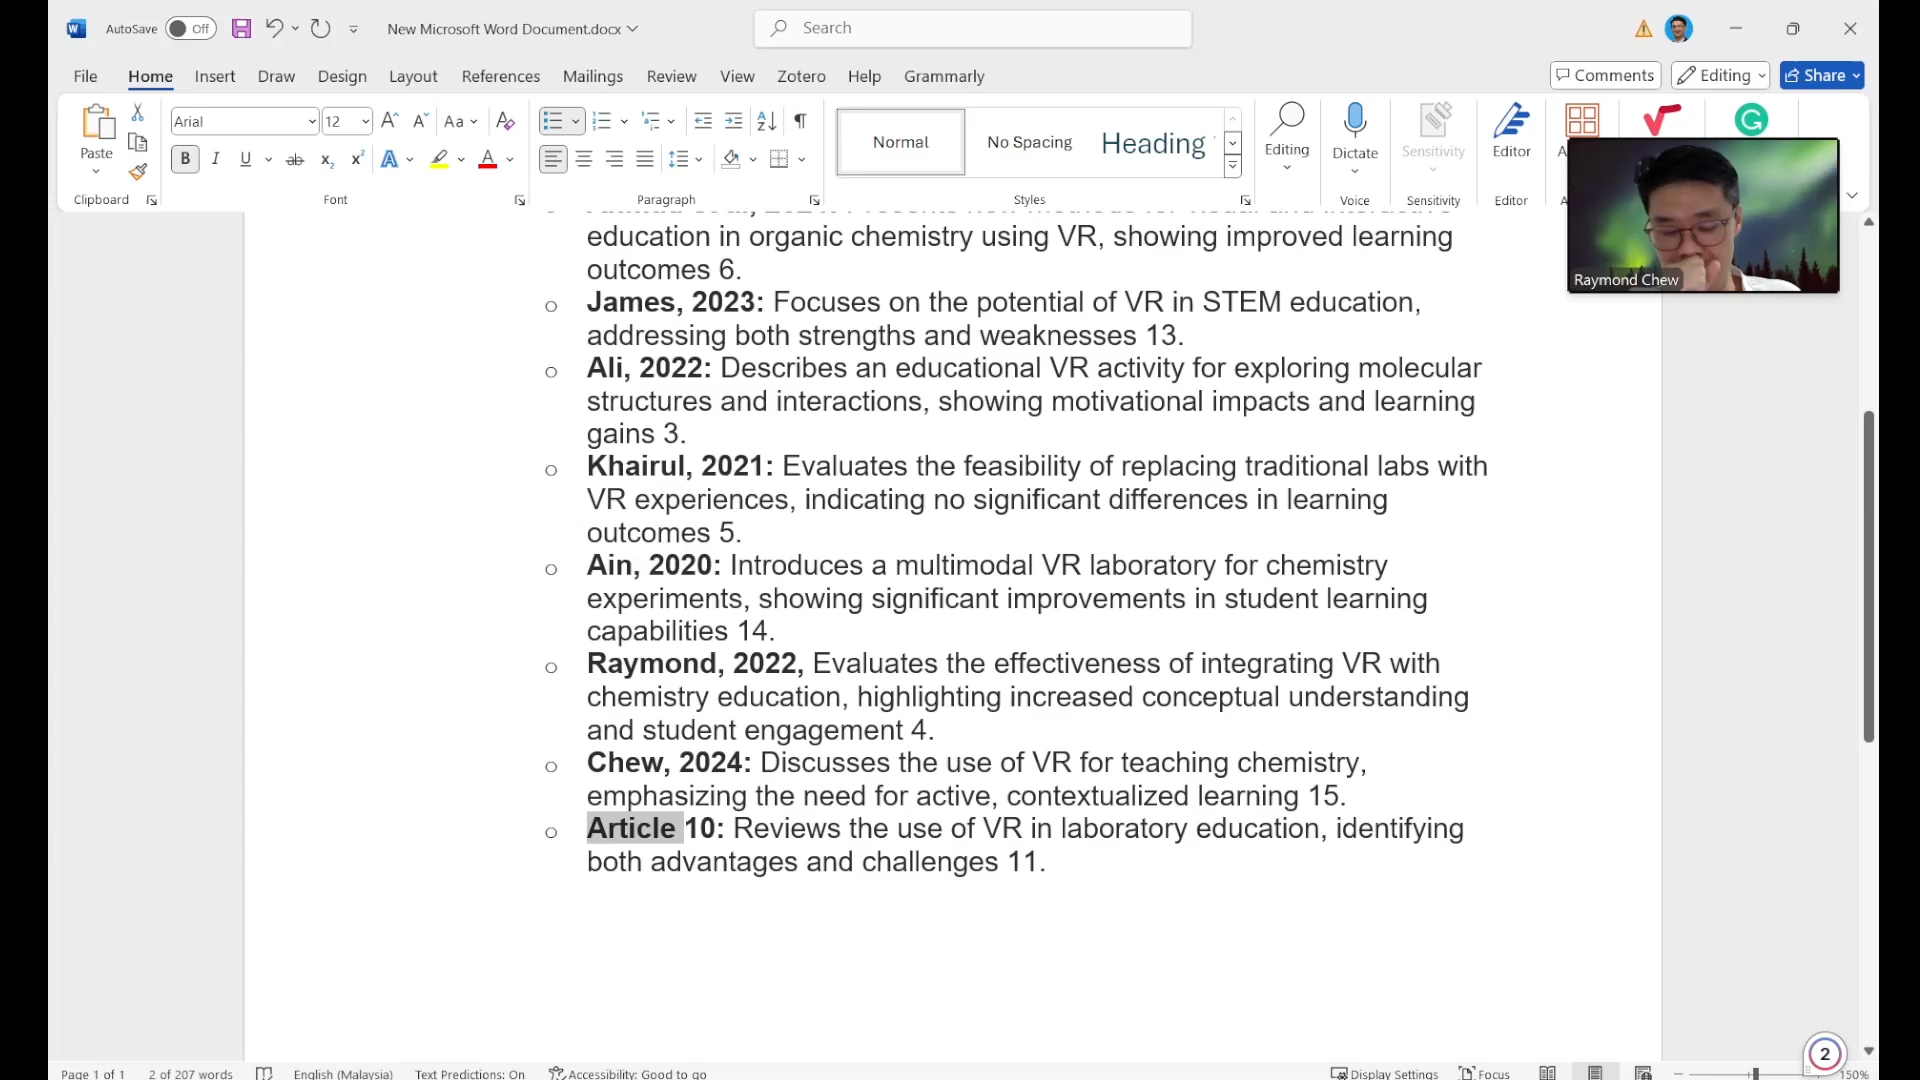 AutoSave Off New Microsoft Word Document.docx Search
File Home Insert Draw Design Layout References Mailings Review View Zotero Help Grammarly Comments Editing Share
Paste Arial 12 Aa Normal No Spacing Heading Editing Dictate Sensitivity Editor
Clipboard Font Paragraph Styles Voice Sensitivity Editor
Raymond Chew
education in organic chemistry using VR, showing improved learning
outcomes 6.
o James, 2023: Focuses on the potential of VR in STEM education,
addressing both strengths and weaknesses 13.
o Ali, 2022: Describes an educational VR activity for exploring molecular
structures and interactions, showing motivational impacts and learning
gains 3.
o Khairul, 2021: Evaluates the feasibility of replacing traditional labs with
VR experiences, indicating no significant differences in learning
outcomes 5.
o Ain, 2020: Introduces a multimodal VR laboratory for chemistry
experiments, showing significant improvements in student learning
capabilities 14.
o Raymond, 2022, Evaluates the effectiveness of integrating VR with
chemistry education, highlighting increased conceptual understanding
and student engagement 4.
o Chew, 2024: Discusses the use of VR for teaching chemistry,
emphasizing the need for active, contextualized learning 15.
o Article 10: Reviews the use of VR in laboratory education, identifying
both advantages and challenges 11.
2
Page 1 of 1 2 of 207 words English (Malaysia) Text Predictions: On Accessibility: Good to go Display Settings Focus 150%